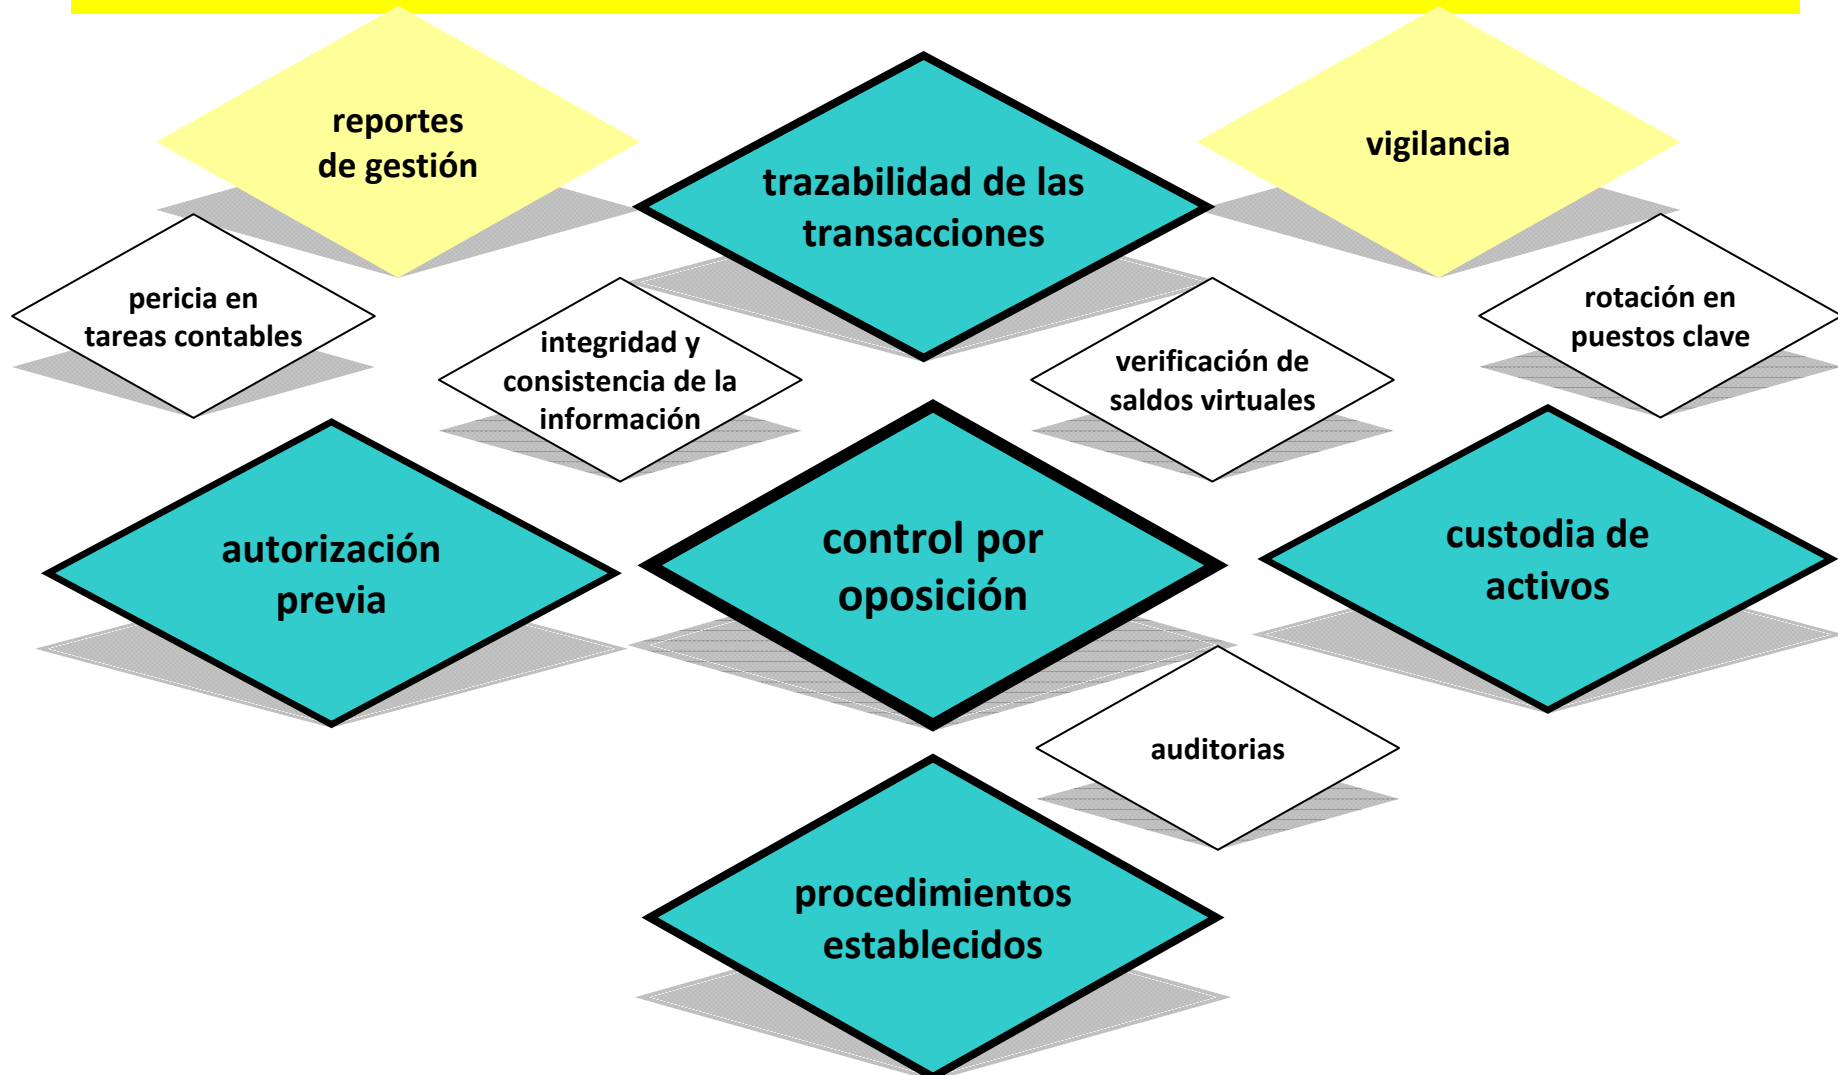 reportes
de gestión
trazabilidad de las
transacciones
vigilancia
pericia en
tareas contables
integridad y
consistencia de la
información
verificación de
saldos virtuales
rotación en
puestos clave
autorización
previa
control por
oposición
custodia de
activos
auditorias
procedimientos
establecidos